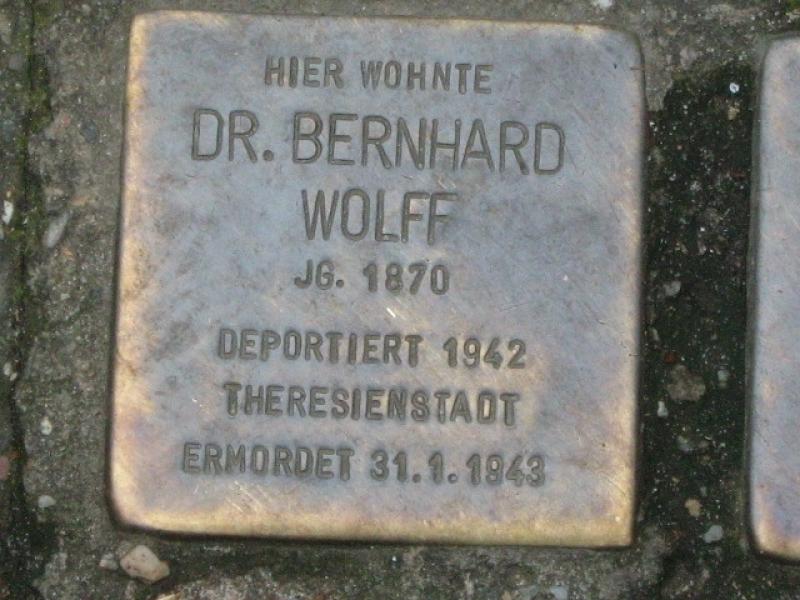 HIER WOHNTE
DR. BERNHARD
WOLFF
JG. 1870
DEPORTIERT 1942
THERESIENSTADT
ERMORDET 31.1.1943